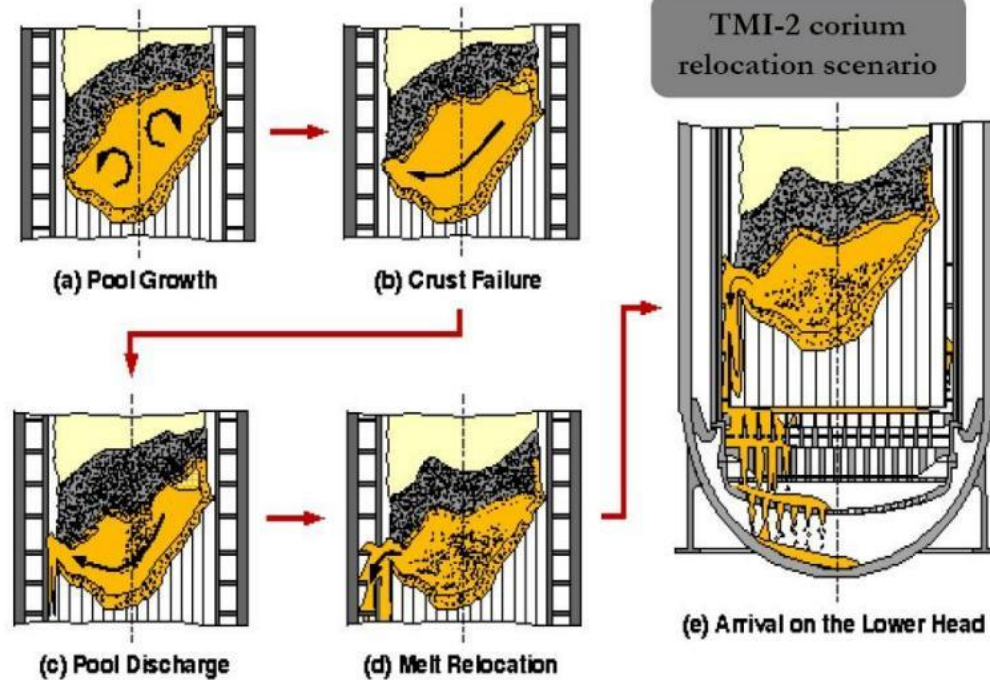 TMI-2 corium
relocation scenario
(a) Pool Growth
(b) Crust Failure
(c) Pool Discharge
(d) Melt Relocation
(e) Arrival on the Lower Head